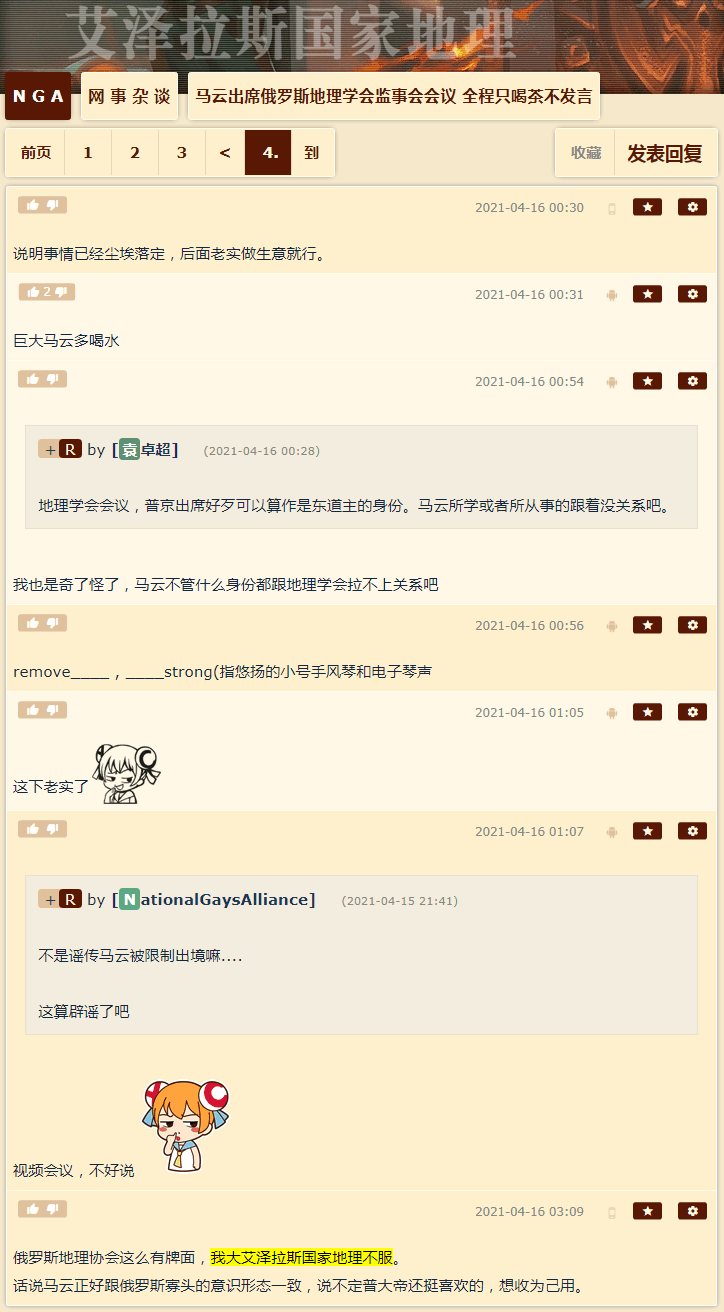 艾泽拉斯国家地理
N G A 网 事 杂 谈 马云出席俄罗斯地理学会监事会会议 全程只喝茶不发言
前页 1 2 3 < 4. 到 收藏 发表回复
2021-04-16 00:30
说明事情已经尘埃落定，后面老实做生意就行。
2 2021-04-16 00:31
巨大马云多喝水
2021-04-16 00:54
+ R by [袁卓超] (2021-04-16 00:28)
地理学会会议，普京出席好歹可以算作是东道主的身份。马云所学或者所从事的跟着没关系吧。
我也是奇了怪了，马云不管什么身份都跟地理学会拉不上关系吧
2021-04-16 00:56
remove____，____strong(指悠扬的小号手风琴和电子琴声
2021-04-16 01:05
这下老实了
2021-04-16 01:07
+ R by [NationalGaysAlliance] (2021-04-15 21:41)
不是谣传马云被限制出境嘛....
这算辟谣了吧
视频会议，不好说
2021-04-16 03:09
俄罗斯地理协会这么有牌面，我大艾泽拉斯国家地理不服。
话说马云正好跟俄罗斯寡头的意识形态一致，说不定普大帝还挺喜欢的，想收为己用。